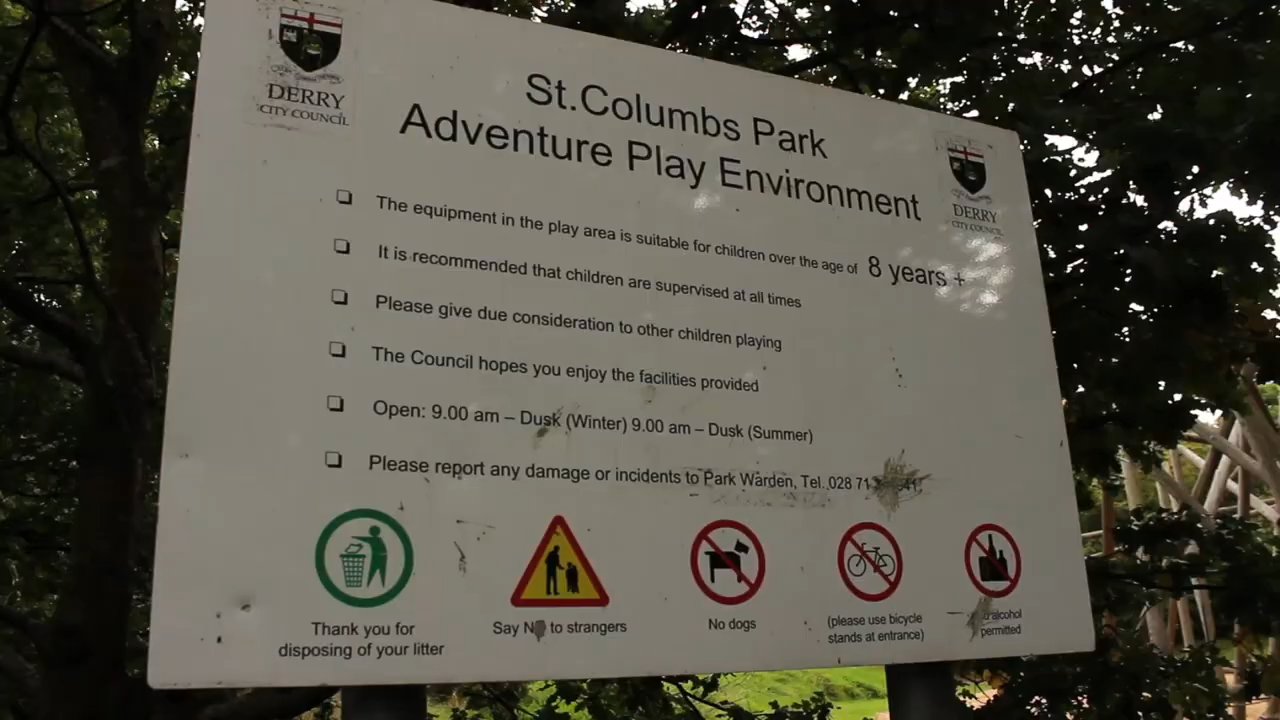 DERRY
CITY COUNCIL
St.Columbs Park
Adventure Play Environment
DERRY
CITY COUNCIL
The equipment in the play area is suitable for children over the age of 8 years +
It is recommended that children are supervised at all times
Please give due consideration to other children playing
The Council hopes you enjoy the facilities provided
Open: 9.00 am – Dusk (Winter) 9.00 am – Dusk (Summer)
Please report any damage or incidents to Park Warden, Tel. 028 71
Thank you for
disposing of your litter
Say to strangers
No dogs
(please use bicycle
stands at entrance)
alcohol
permitted